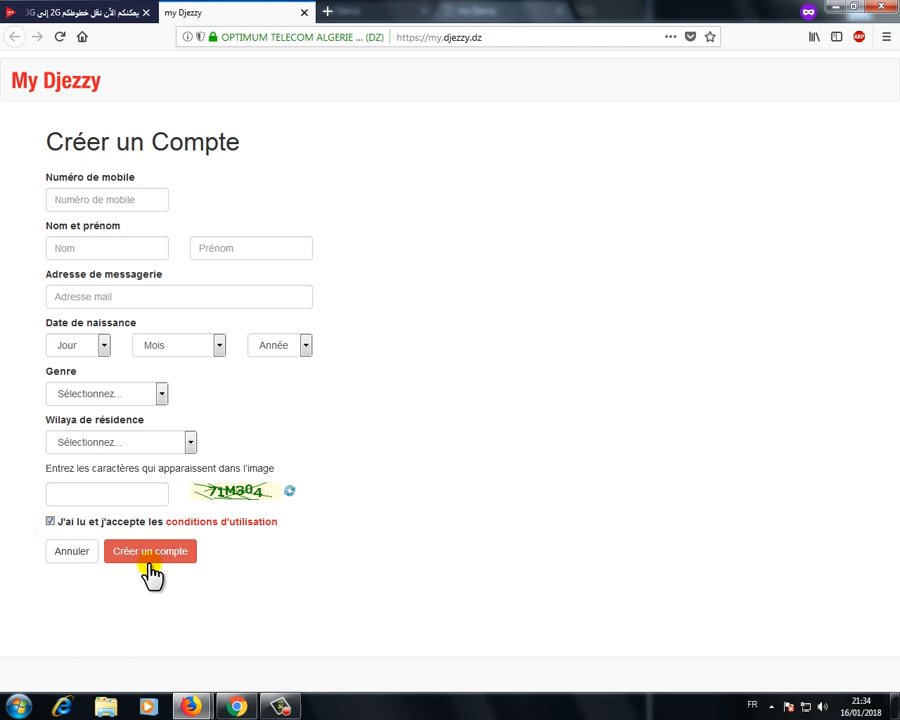 يمكنكم الآن نقل خطوطكم 2G إلى 3G
my Djezzy
OPTIMUM TELECOM ALGERIE ... (DZ)
https://my.djezzy.dz
ABP
My Djezzy
Créer un Compte
Numéro de mobile
Numéro de mobile
Nom et prénom
Nom
Prénom
Adresse de messagerie
Adresse mail
Date de naissance
Jour
Mois
Année
Genre
Sélectionnez...
Wilaya de résidence
Sélectionnez...
Entrez les caractères qui apparaissent dans l'image
71M304
J'ai lu et j'accepte les conditions d'utilisation
Annuler
Créer un compte
FR
21:34
16/01/2018